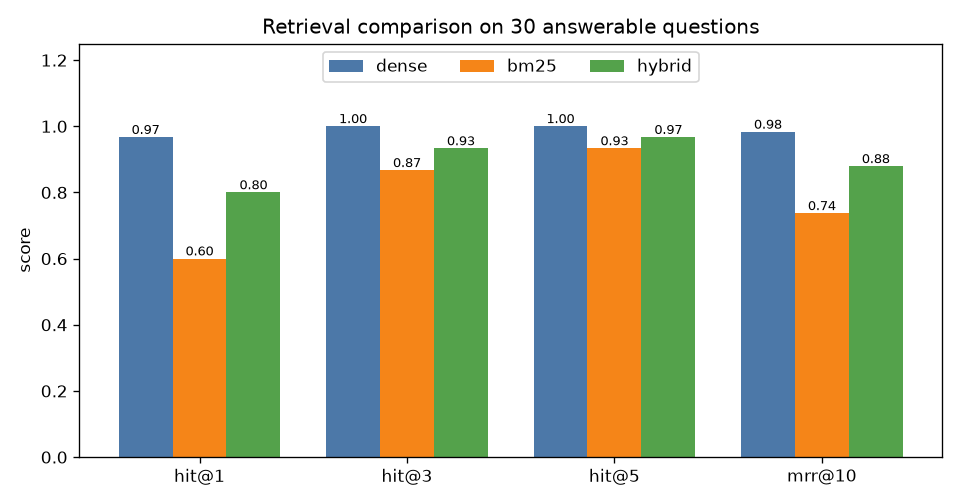 Retrieval comparison on 30 answerable questions
dense bm25 hybrid
score
1.2
1.0
0.8
0.6
0.4
0.2
0.0
0.97 0.60 0.80
1.00 0.87 0.93
1.00 0.93 0.97
0.98 0.74 0.88
hit@1 hit@3 hit@5 mrr@10